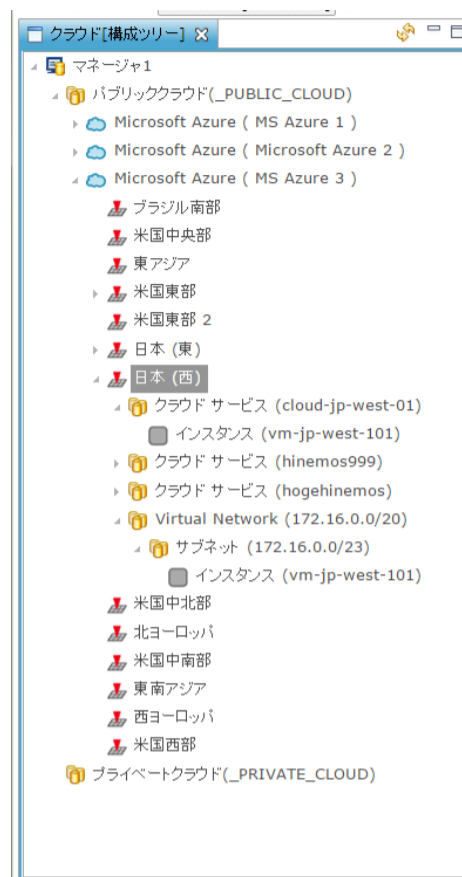 クラウド[構成ツリー]
マネージャ1
パブリッククラウド(_PUBLIC_CLOUD)
Microsoft Azure ( MS Azure 1 )
Microsoft Azure ( Microsoft Azure 2 )
Microsoft Azure ( MS Azure 3 )
ブラジル南部
米国中央部
東アジア
米国東部
米国東部 2
日本 (東)
日本 (西)
クラウド サービス (cloud-jp-west-01)
インスタンス (vm-jp-west-101)
クラウド サービス (hinemos999)
クラウド サービス (hogehinemos)
Virtual Network (172.16.0.0/20)
サブネット (172.16.0.0/23)
インスタンス (vm-jp-west-101)
米国中北部
北ヨーロッパ
米国中南部
東南アジア
西ヨーロッパ
米国西部
プライベートクラウド(_PRIVATE_CLOUD)